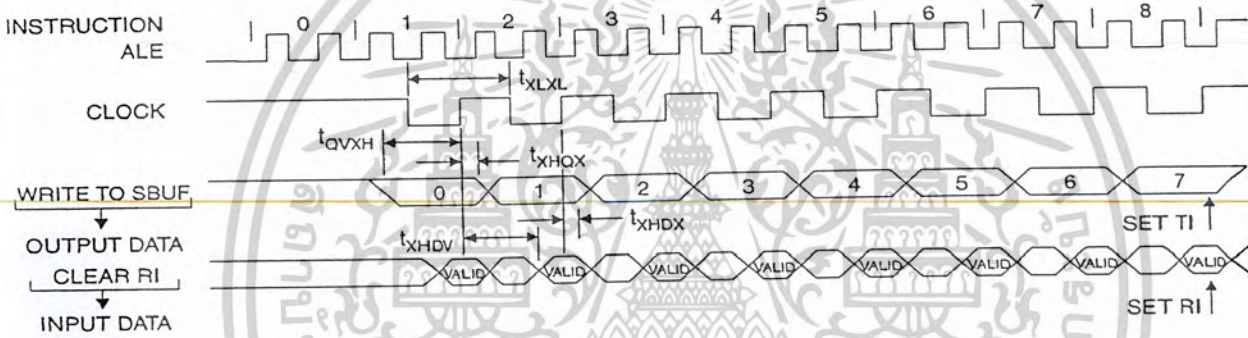 INSTRUCTION 0 1 2 3 4 5 6 7 8
ALE
tXLXL
CLOCK
tQVXH
tXHQX
WRITE TO SBUF 0 1 2 3 4 5 6 7
tXHDX
SET TI
OUTPUT DATA
tXHDV
CLEAR RI VALID VALID VALID VALID VALID VALID VALID VALID
SET RI
INPUT DATA